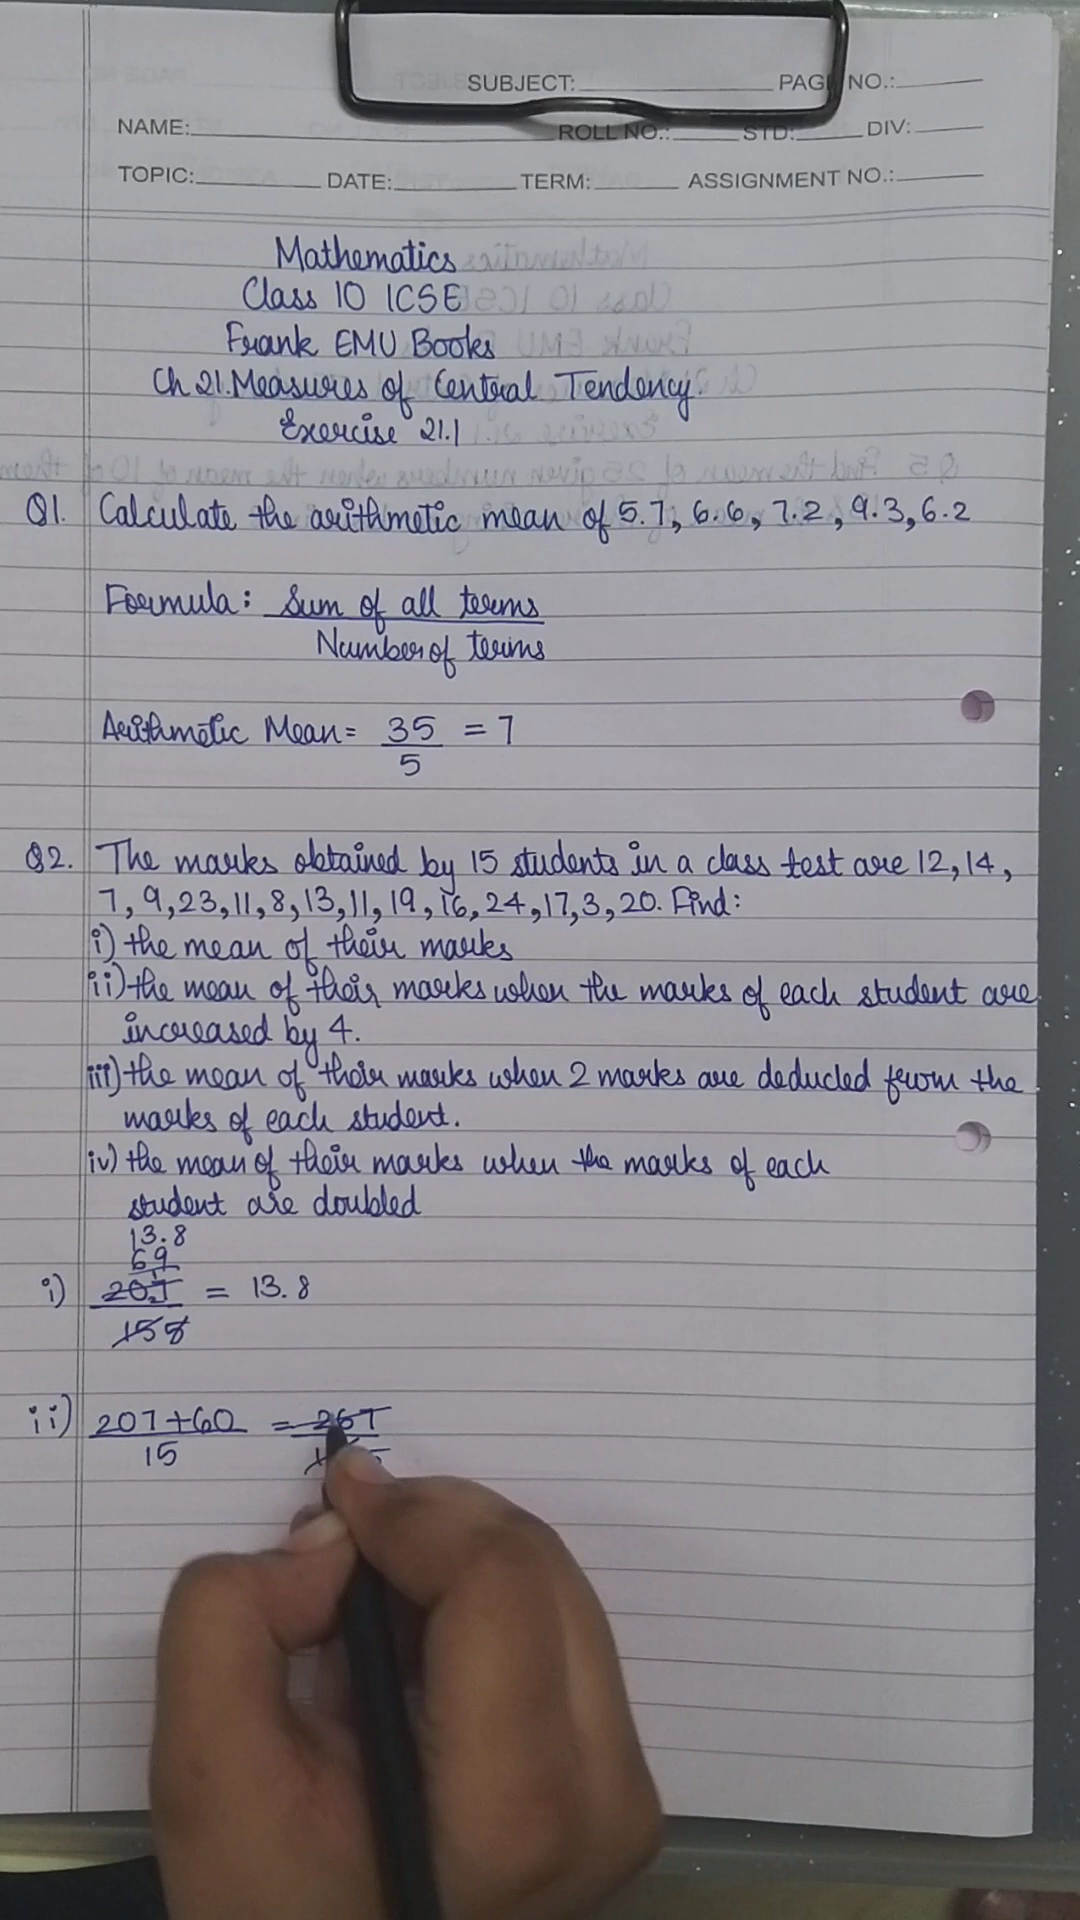 SUBJECT: PAGE NO.:
NAME: ROLL NO.: STD: DIV:
TOPIC: DATE: TERM: ASSIGNMENT NO.:
Mathematics
Class 10 ICSE
Frank EMU Books
Ch 21. Measures of Central Tendency.
Exercise 21.1
Q1. Calculate the arithmetic mean of 5.7, 6.6, 7.2, 9.3, 6.2
Formula: Sum of all terms
Number of terms
Arithmetic Mean = 35 = 7
5
Q2. The marks obtained by 15 students in a class test are 12, 14,
7, 9, 23, 11, 8, 13, 11, 19, 16, 24, 17, 3, 20. Find:
i) the mean of their marks
ii) the mean of their marks when the marks of each student are
increased by 4.
iii) the mean of their marks when 2 marks are deducted from the
marks of each student.
iv) the mean of their marks when the marks of each
student are doubled
13.8
69
i) 207 = 13.8
15 5
ii) 207+60 = 267
15